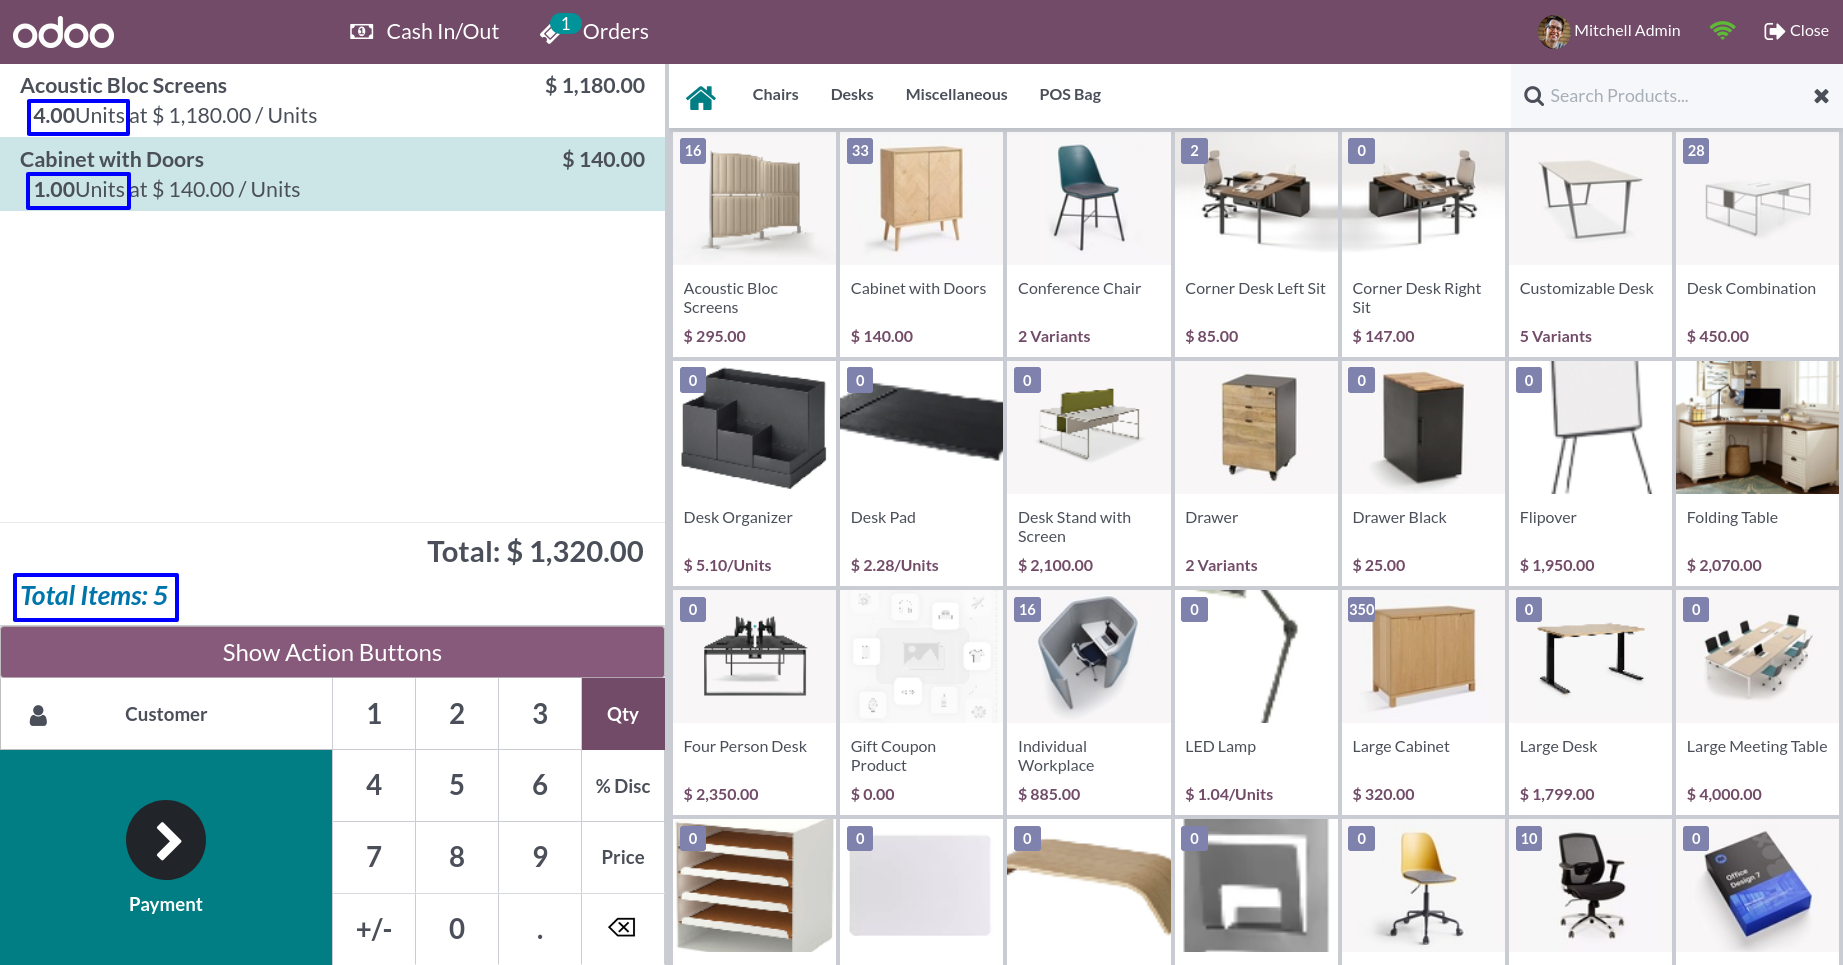 odoo
Cash In/Out
1
Orders
Mitchell Admin
Close
Acoustic Bloc Screens
$ 1,180.00
4.00Units at $ 1,180.00 / Units
Cabinet with Doors
$ 140.00
1.00Units at $ 140.00 / Units
Total: $ 1,320.00
Total Items: 5
Show Action Buttons
Customer
1
2
3
Qty
4
5
6
% Disc
7
8
9
Price
Payment
+/-
0
.
Chairs
Desks
Miscellaneous
POS Bag
Search Products...
16
Acoustic Bloc
Screens
$ 295.00
33
Cabinet with Doors
$ 140.00
Conference Chair
2 Variants
2
Corner Desk Left Sit
$ 85.00
0
Corner Desk Right
Sit
$ 147.00
Customizable Desk
5 Variants
28
Desk Combination
$ 450.00
0
Desk Organizer
$ 5.10/Units
0
Desk Pad
$ 2.28/Units
0
Desk Stand with
Screen
$ 2,100.00
Drawer
2 Variants
0
Drawer Black
$ 25.00
0
Flipover
$ 1,950.00
Folding Table
$ 2,070.00
0
Four Person Desk
$ 2,350.00
Gift Coupon
Product
$ 0.00
16
Individual
Workplace
$ 885.00
0
LED Lamp
$ 1.04/Units
350
Large Cabinet
$ 320.00
0
Large Desk
$ 1,799.00
0
Large Meeting Table
$ 4,000.00
0
0
0
0
0
10
0
Office
Design 7